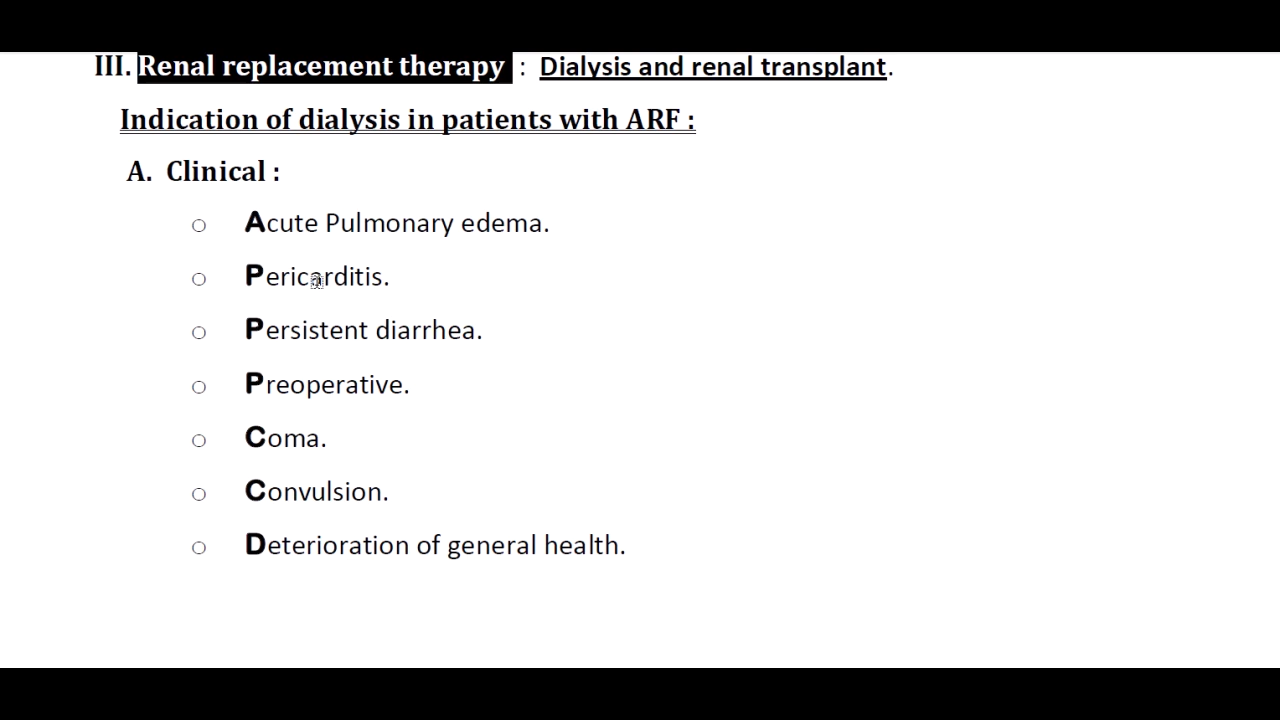 III. Renal replacement therapy : Dialysis and renal transplant.
Indication of dialysis in patients with ARF :
A. Clinical :
○ Acute Pulmonary edema.
○ Pericarditis.
○ Persistent diarrhea.
○ Preoperative.
○ Coma.
○ Convulsion.
○ Deterioration of general health.